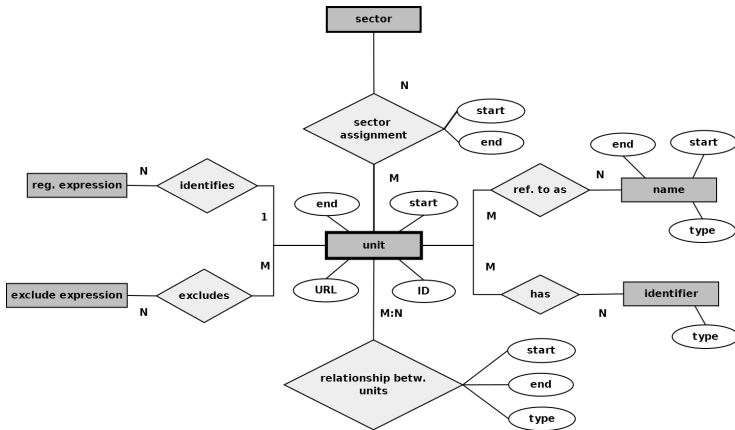 sector
N
start
sector
assignment
end
end
start
N
N
M
reg. expression
identifies
ref. to as
name
end
start
1
M
type
unit
M
M
exclude expression
excludes
URL
ID
has
identifier
N
M:N
N
type
start
relationship betw.
units
end
type